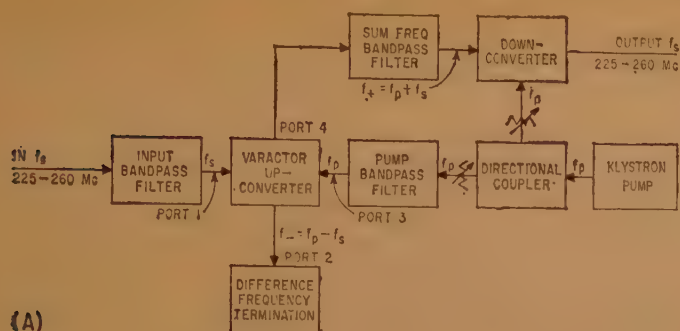 SUM FREQ
BANDPASS
FILTER
f₊ = fp + fs
DOWN-
CONVERTER
OUTPUT fs
225-260 Mc
fp
PORT 4
IN fs
225-260 Mc
INPUT
BANDPASS
FILTER
fs
PORT 1
VARACTOR
UP-
CONVERTER
fp
PORT 3
PUMP
BANDPASS
FILTER
fp
DIRECTIONAL
COUPLER
fp
KLYSTRON
PUMP
f₋ = fp - fs
PORT 2
DIFFERENCE
FREQUENCY
TERMINATION
(A)